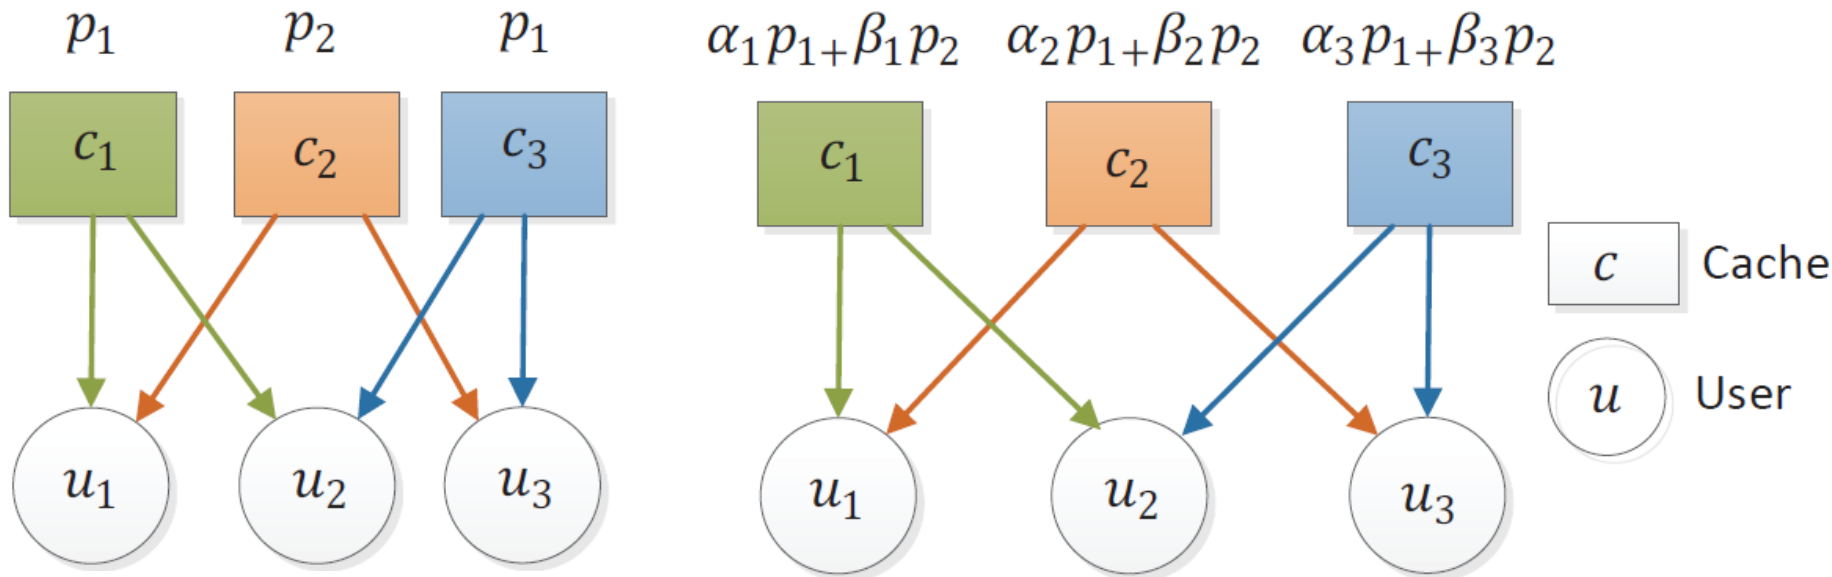 p₁ p₂ p₁ α₁p₁₊β₁p₂ α₂p₁₊β₂p₂ α₃p₁₊β₃p₂
c₁ c₂ c₃ c₁ c₂ c₃
c Cache
u User
u₁ u₂ u₃ u₁ u₂ u₃